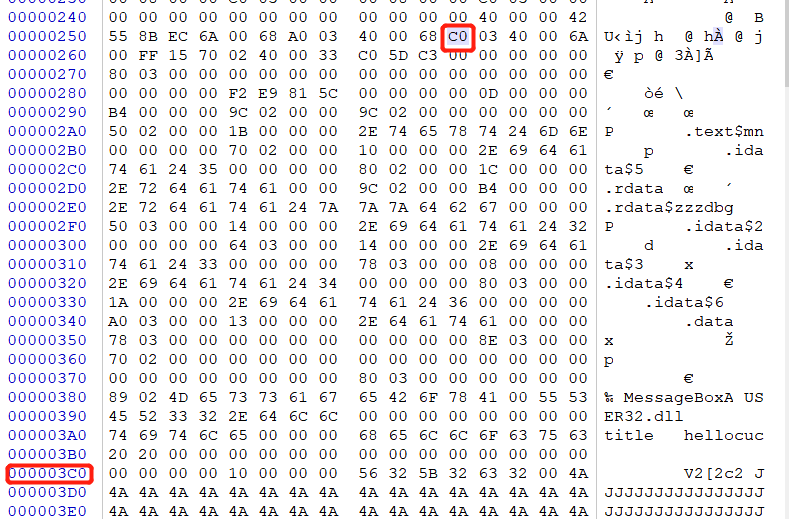 00000240 00 00 00 00 00 00 00 00 00 00 00 00 40 00 00 42 @ B
00000250 55 8B EC 6A 00 68 A0 03 40 00 68 C0 03 40 00 6A U‹ìj h @ hÀ @ j
00000260 00 FF 15 70 02 40 00 33 C0 5D C3 00 00 00 00 00 ÿ p @ 3À]Ã
00000270 80 03 00 00 00 00 00 00 00 00 00 00 00 00 00 00 €
00000280 00 00 00 00 F2 E9 81 5C 00 00 00 00 0D 00 00 00 òé \
00000290 B4 00 00 00 9C 02 00 00 9C 02 00 00 00 00 00 00 ´ œ œ
000002A0 50 02 00 00 1B 00 00 00 2E 74 65 78 74 24 6D 6E P .text$mn
000002B0 00 00 00 00 70 02 00 00 10 00 00 00 2E 69 64 61 p .ida
000002C0 74 61 24 35 00 00 00 00 80 02 00 00 1C 00 00 00 ta$5 €
000002D0 2E 72 64 61 74 61 00 00 9C 02 00 00 B4 00 00 00 .rdata œ ´
000002E0 2E 72 64 61 74 61 24 7A 7A 7A 64 62 67 00 00 00 .rdata$zzzdbg
000002F0 50 03 00 00 14 00 00 00 2E 69 64 61 74 61 24 32 P .idata$2
00000300 00 00 00 00 64 03 00 00 14 00 00 00 2E 69 64 61 d .ida
00000310 74 61 24 33 00 00 00 00 78 03 00 00 08 00 00 00 ta$3 x
00000320 2E 69 64 61 74 61 24 34 00 00 00 00 80 03 00 00 .idata$4 €
00000330 1A 00 00 00 2E 69 64 61 74 61 24 36 00 00 00 00 .idata$6
00000340 A0 03 00 00 13 00 00 00 2E 64 61 74 61 00 00 00 .data
00000350 78 03 00 00 00 00 00 00 00 00 00 00 8E 03 00 00 x Ž
00000360 70 02 00 00 00 00 00 00 00 00 00 00 00 00 00 00 p
00000370 00 00 00 00 00 00 00 00 80 03 00 00 00 00 00 00 €
00000380 89 02 4D 65 73 73 61 67 65 42 6F 78 41 00 55 53 ‰ MessageBoxA US
00000390 45 52 33 32 2E 64 6C 6C 00 00 00 00 00 00 00 00 ER32.dll
000003A0 74 69 74 6C 65 00 00 00 68 65 6C 6C 6F 63 75 63 title hellocuc
000003B0 20 20 00 00 00 00 00 00 00 00 00 00 00 00 00 00
000003C0 00 00 00 00 10 00 00 00 56 32 5B 32 63 32 00 4A V2[2c2 J
000003D0 4A 4A 4A 4A 4A 4A 4A 4A 4A 4A 4A 4A 4A 4A 4A 4A JJJJJJJJJJJJJJJJ
000003E0 4A 4A 4A 4A 4A 4A 4A 4A 4A 4A 4A 4A 4A 4A 4A 4A JJJJJJJJJJJJJJJJ